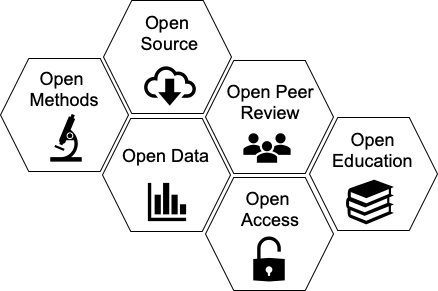 Open
Source
Open
Methods
Open Peer
Review
Open Data
Open
Education
Open
Access